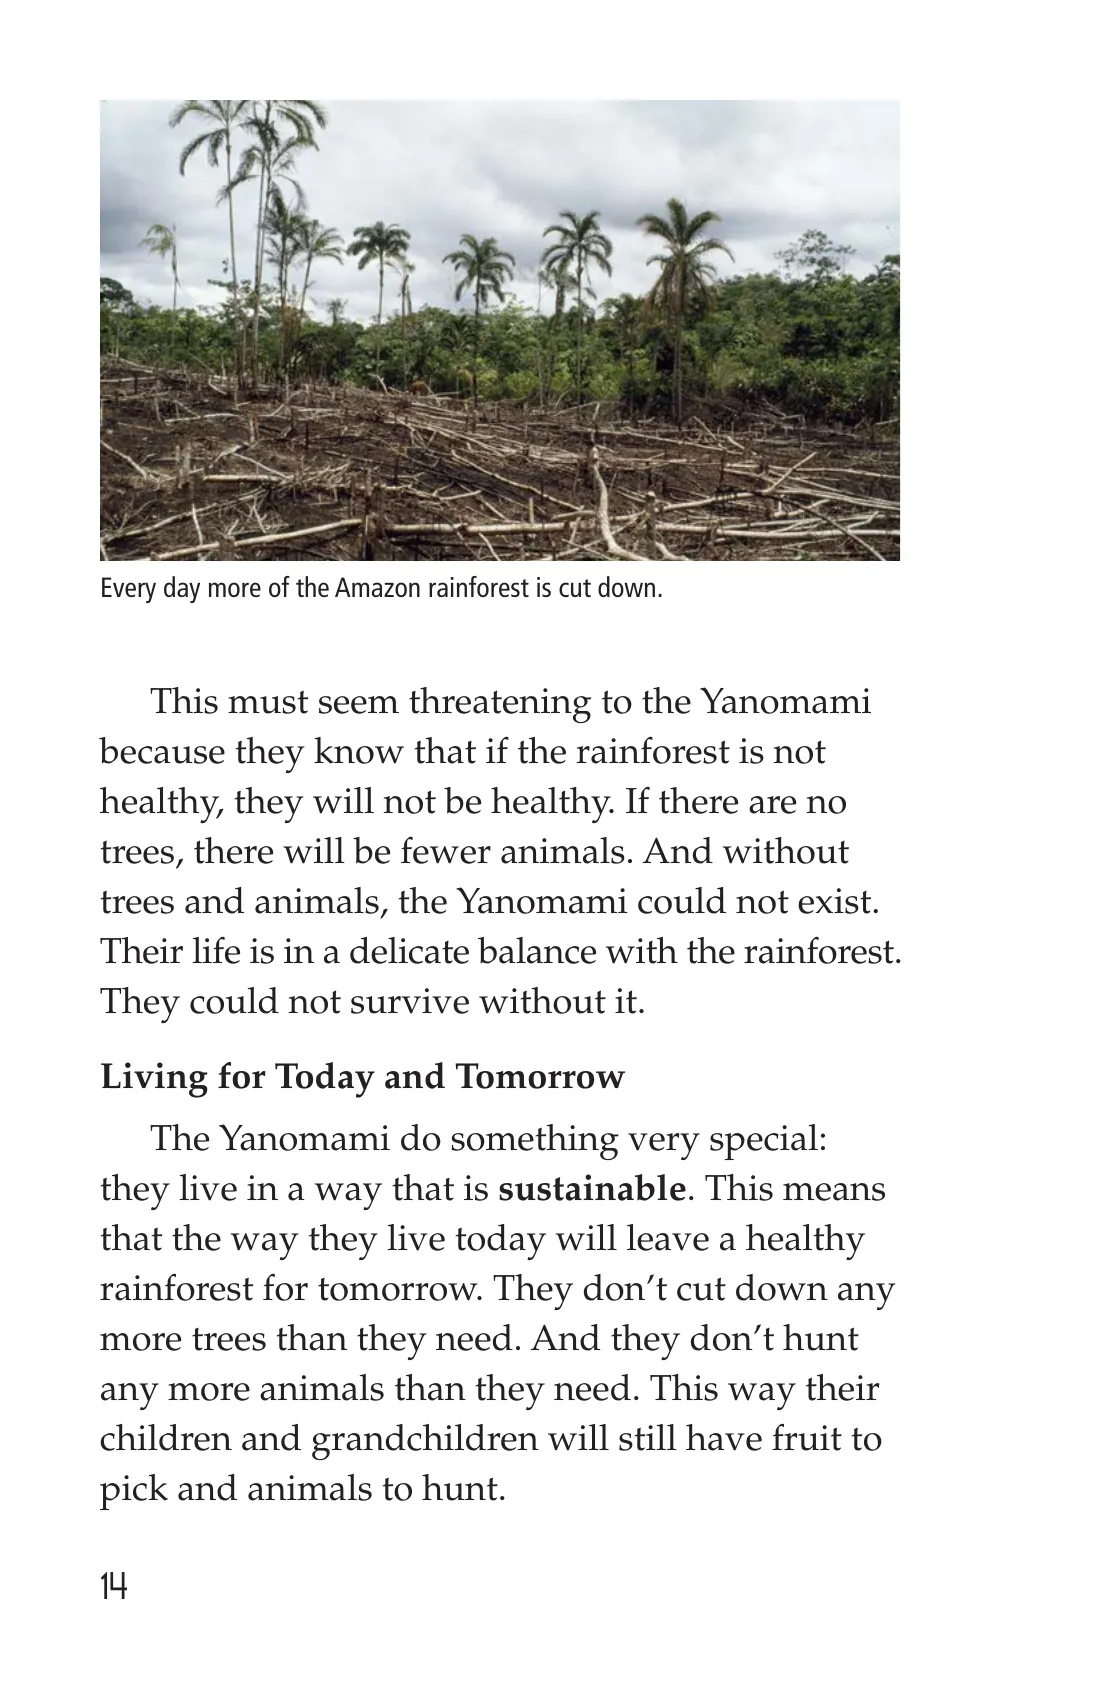 Every day more of the Amazon rainforest is cut down.
This must seem threatening to the Yanomami
because they know that if the rainforest is not
healthy, they will not be healthy. If there are no
trees, there will be fewer animals. And without
trees and animals, the Yanomami could not exist.
Their life is in a delicate balance with the rainforest.
They could not survive without it.
Living for Today and Tomorrow
The Yanomami do something very special:
they live in a way that is sustainable. This means
that the way they live today will leave a healthy
rainforest for tomorrow. They don’t cut down any
more trees than they need. And they don’t hunt
any more animals than they need. This way their
children and grandchildren will still have fruit to
pick and animals to hunt.
14